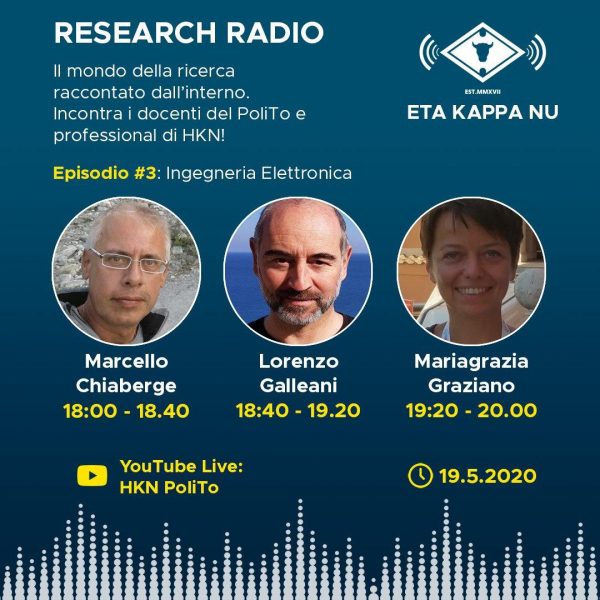 RESEARCH RADIO
Il mondo della ricerca
raccontato dall'interno.
Incontra i docenti del PoliTo e
professional di HKN!
EST.MMXVII
ETA KAPPA NU
Episodio #3: Ingegneria Elettronica
Marcello
Chiaberge
18:00 - 18.40
Lorenzo
Galleani
18:40 - 19.20
Mariagrazia
Graziano
19:20 - 20.00
YouTube Live:
HKN PoliTo
19.5.2020